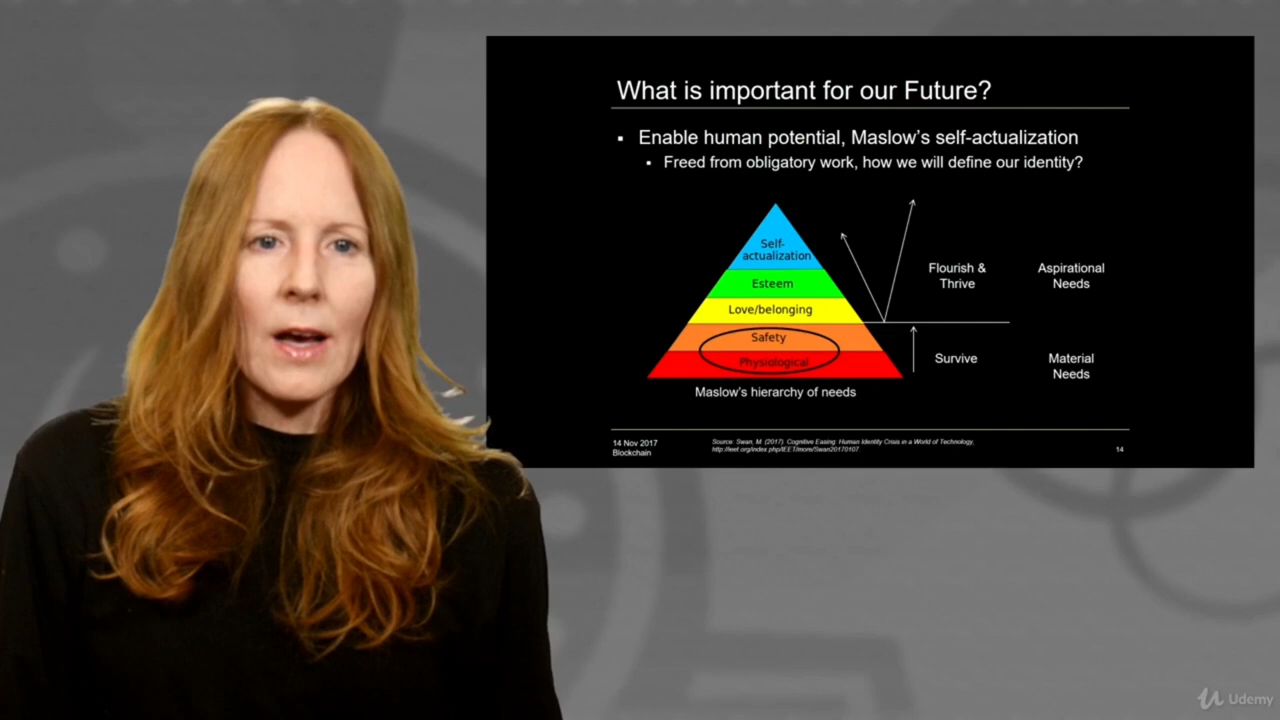 What is important for our Future?
▪ Enable human potential, Maslow's self-actualization
▪ Freed from obligatory work, how we will define our identity?
Self-
actualization
Esteem
Love/belonging
Safety
Physiological
Maslow's hierarchy of needs
Flourish &
Thrive
Aspirational
Needs
Survive
Material
Needs
14 Nov 2017
Blockchain
Source: Swan, M. (2017). Cognitive Easing: Human Identity Crisis in a World of Technology,
http://ieet.org/index.php/IEET/more/Swan20170107.
14
Udemy